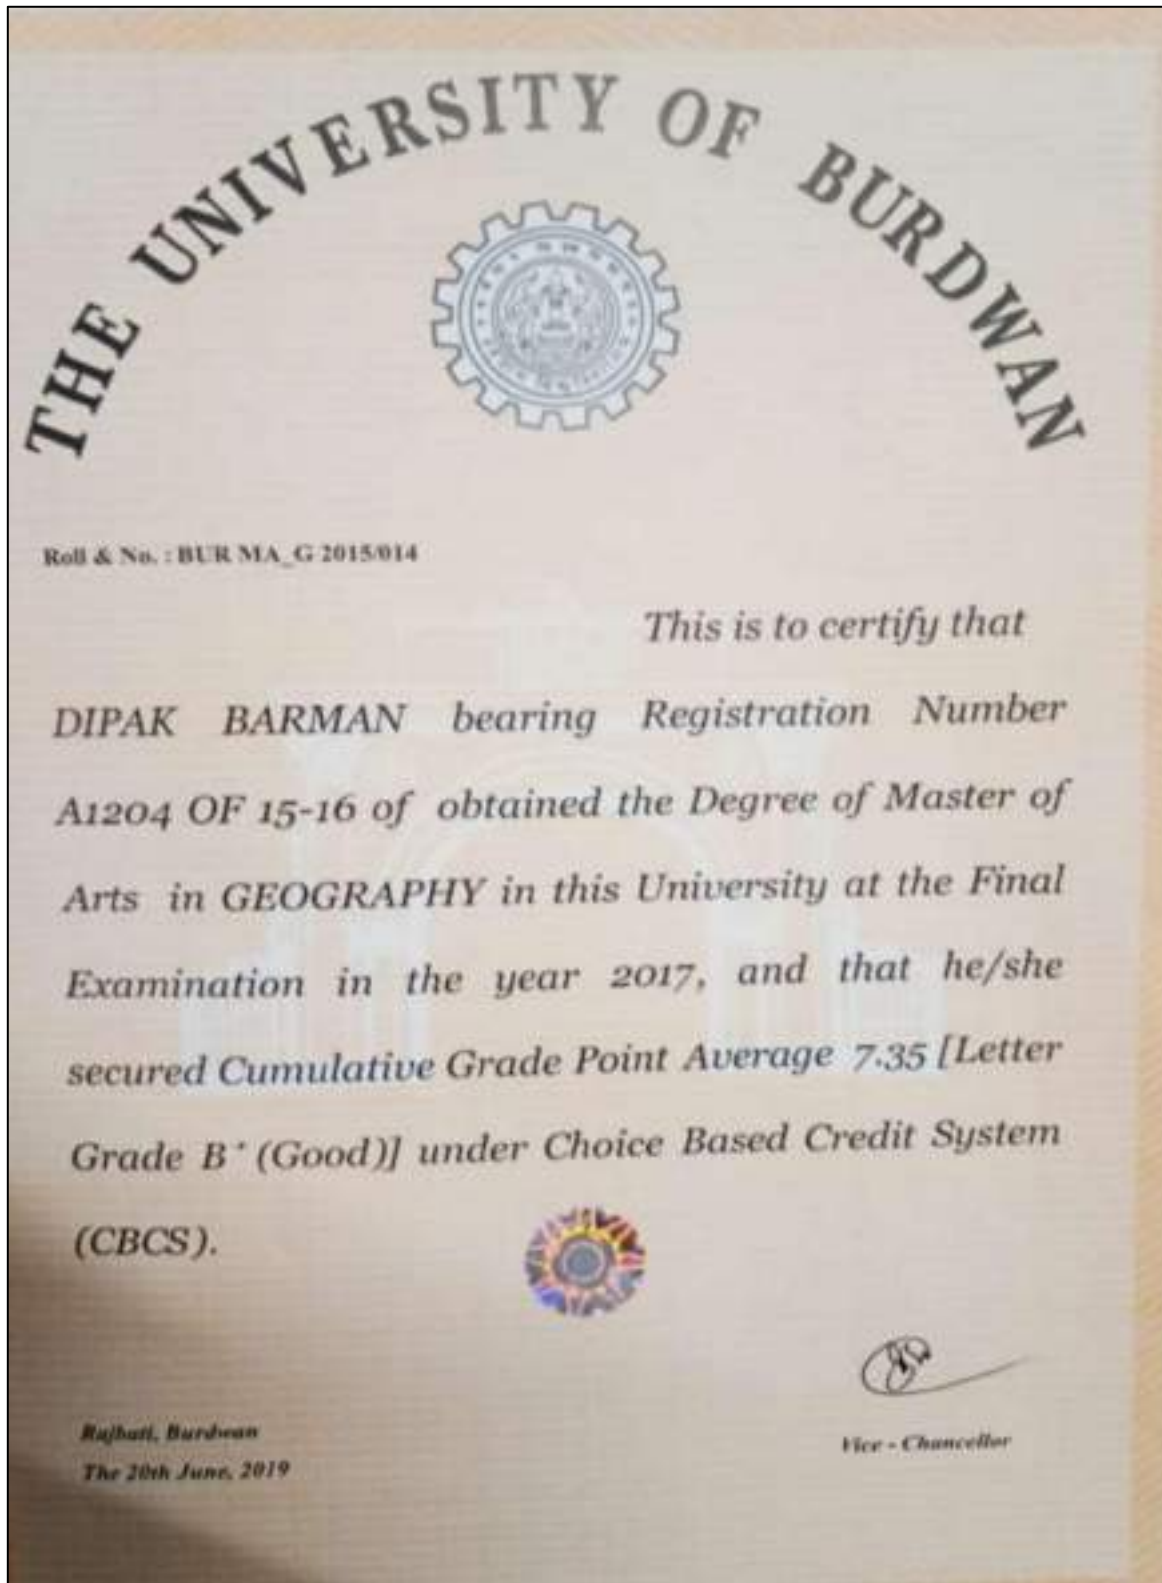 THE UNIVERSITY OF BURDWAN
Roll & No. : BUR MA_G 2015/014
This is to certify that
DIPAK BARMAN bearing Registration Number
A1204 OF 15-16 of obtained the Degree of Master of
Arts in GEOGRAPHY in this University at the Final
Examination in the year 2017, and that he/she
secured Cumulative Grade Point Average 7.35 [Letter
Grade B+ (Good)] under Choice Based Credit System
(CBCS).
Rajbati, Burdwan
The 20th June, 2019
Vice - Chancellor